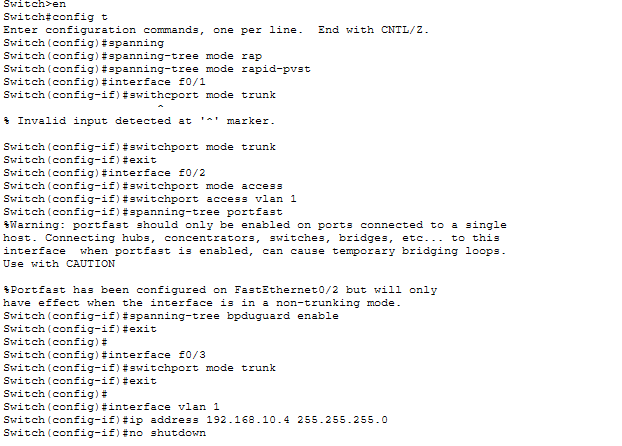 Switch>en
Switch#config t
Enter configuration commands, one per line.  End with CNTL/Z.
Switch(config)#spanning
Switch(config)#spanning-tree mode rap
Switch(config)#spanning-tree mode rapid-pvst
Switch(config)#interface f0/1
Switch(config-if)#swithcport mode trunk
^
% Invalid input detected at '^' marker.
Switch(config-if)#switchport mode trunk
Switch(config-if)#exit
Switch(config)#interface f0/2
Switch(config-if)#switchport mode access
Switch(config-if)#switchport access vlan 1
Switch(config-if)#spanning-tree portfast
%Warning: portfast should only be enabled on ports connected to a single
host. Connecting hubs, concentrators, switches, bridges, etc... to this
interface  when portfast is enabled, can cause temporary bridging loops.
Use with CAUTION
%Portfast has been configured on FastEthernet0/2 but will only
have effect when the interface is in a non-trunking mode.
Switch(config-if)#spanning-tree bpduguard enable
Switch(config-if)#exit
Switch(config)#
Switch(config)#interface f0/3
Switch(config-if)#switchport mode trunk
Switch(config-if)#exit
Switch(config)#
Switch(config)#interface vlan 1
Switch(config-if)#ip address 192.168.10.4 255.255.255.0
Switch(config-if)#no shutdown